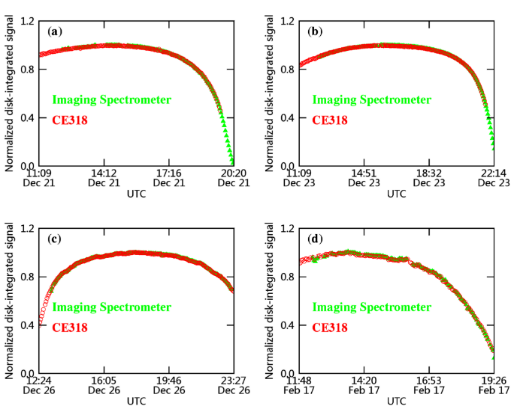 1.2
(a)
Normalized disk-integrated signal
0.8
Imaging Spectrometer
CE318
0.4
0.0
11:09 14:12 17:16 20:20
Dec 21 Dec 21 Dec 21 Dec 21
UTC
1.2
(b)
Normalized disk-integrated signal
0.8
Imaging Spectrometer
CE318
0.4
0.0
11:09 14:51 18:32 22:14
Dec 23 Dec 23 Dec 23 Dec 23
UTC
1.2
(c)
Normalized disk-integrated signal
0.8
Imaging Spectrometer
CE318
0.4
0.0
12:24 16:05 19:46 23:27
Dec 26 Dec 26 Dec 26 Dec 26
UTC
1.2
(d)
Normalized disk-integrated signal
0.8
Imaging Spectrometer
CE318
0.4
0.0
11:48 14:20 16:53 19:26
Feb 17 Feb 17 Feb 17 Feb 17
UTC